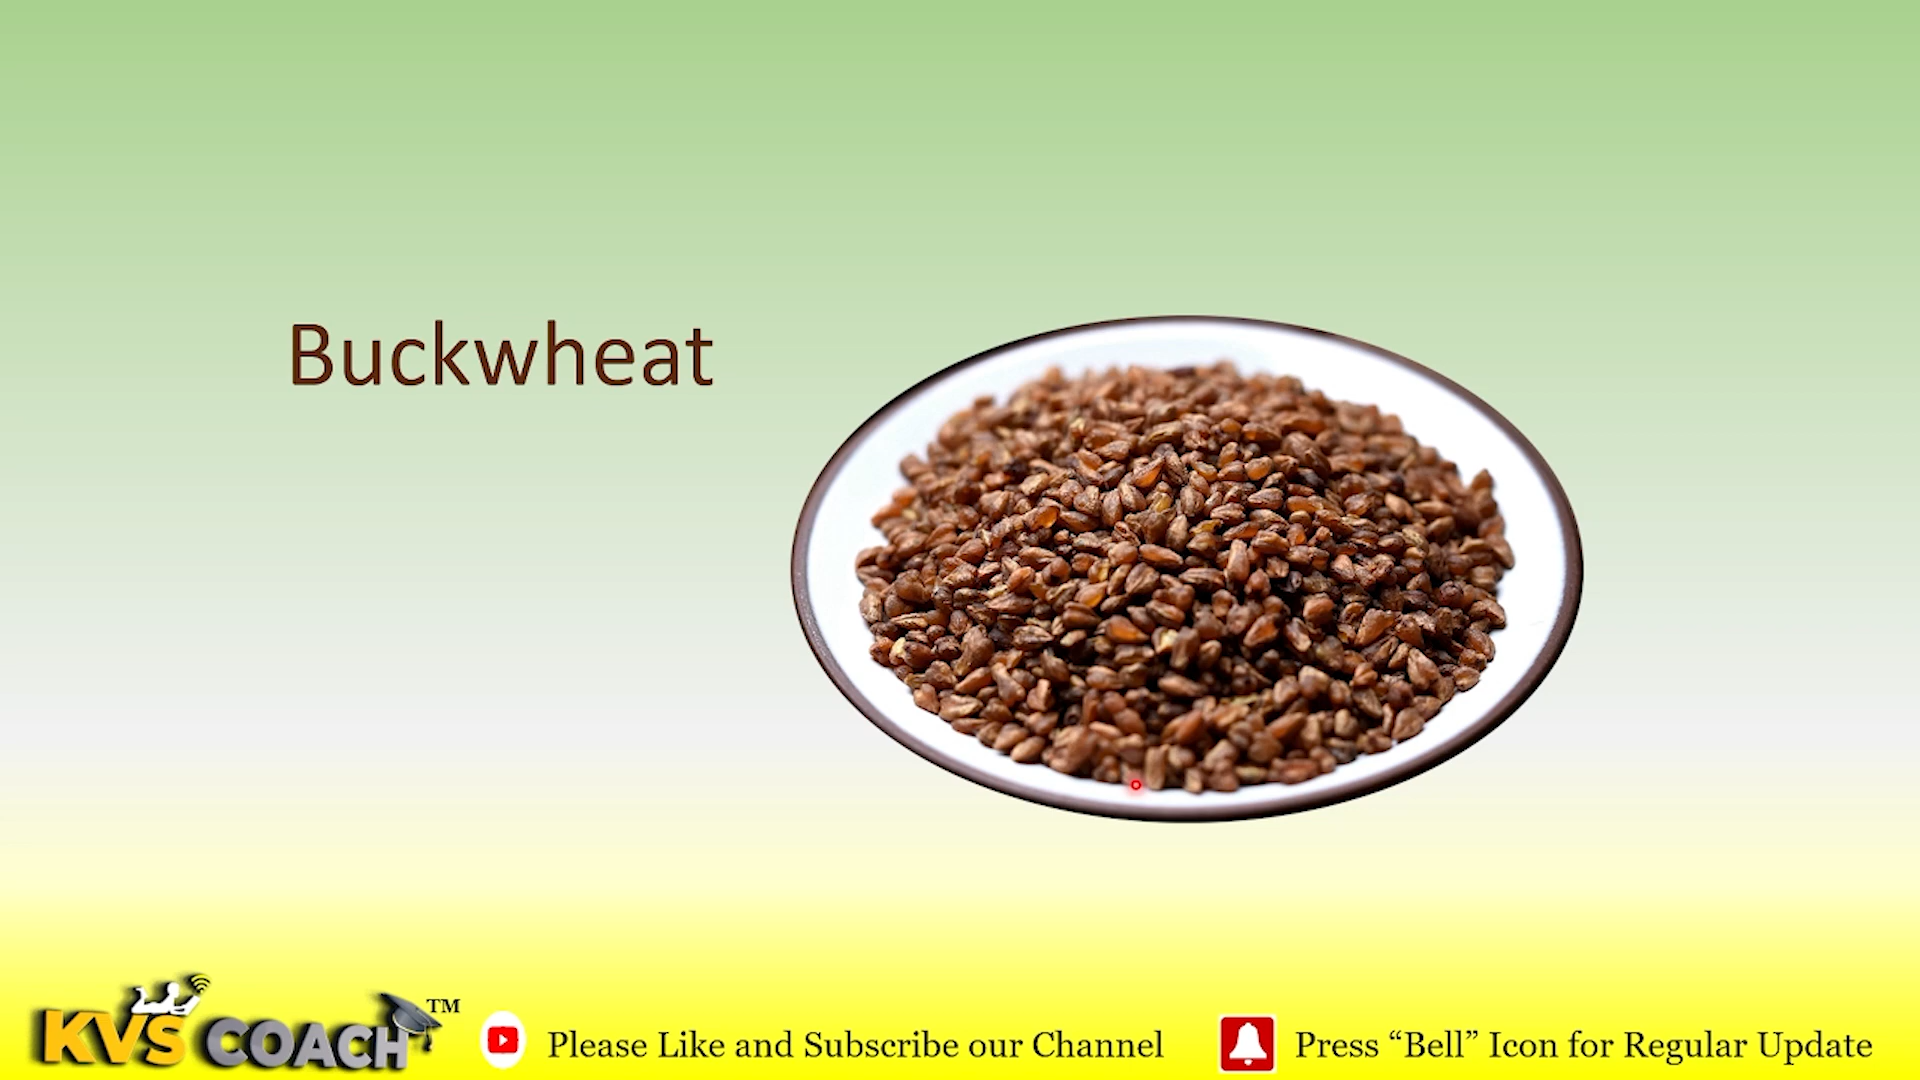 Buckwheat
KVS COACH™
Please Like and Subscribe our Channel
Press “Bell” Icon for Regular Update